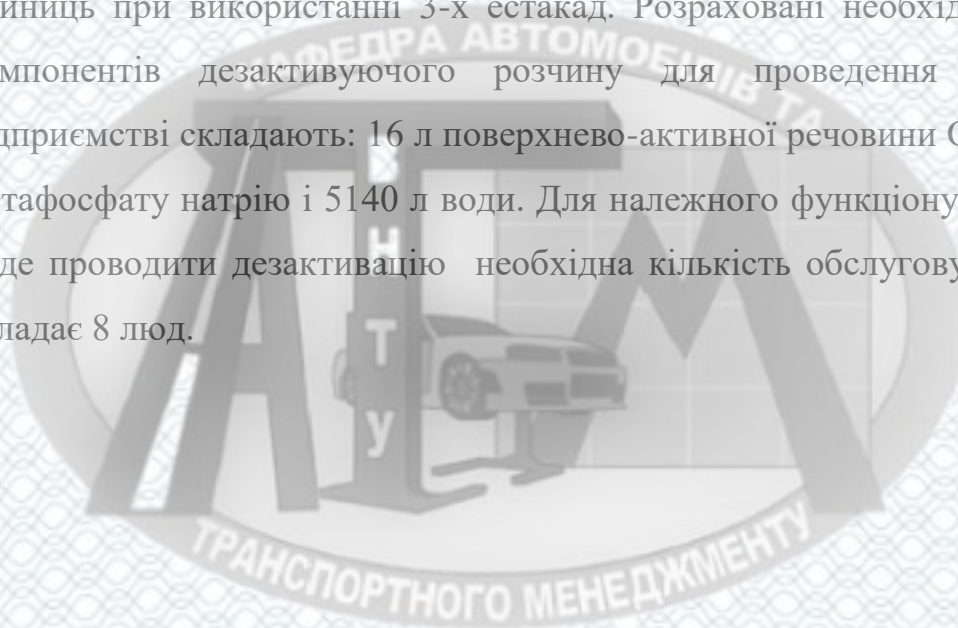 йниць при використанні 3-х естакад. Розраховані необхід
мпонентів дезактивуючого розчину для проведення
дприємстві складають: 16 л поверхнево-активної речовини
тафосфату натрію і 5140 л води. Для належного функціону
де проводити дезактивацію необхідна кількість обслугову
ладає 8 люд.
КАФЕДРА АВТОМОБІЛІВ ТА
АТМ
ВНТУ
ТРАНСПОРТНОГО МЕНЕДЖМЕНТУ